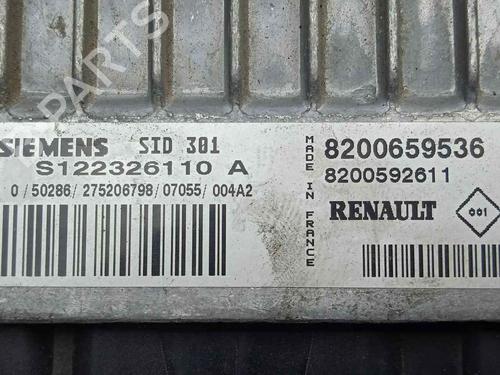 PARTS
SIEMENS SID 301
S122326110 A
0/50286/275206798/07055/004A2
MADE IN FRANCE
8200659536
8200592611
RENAULT
001